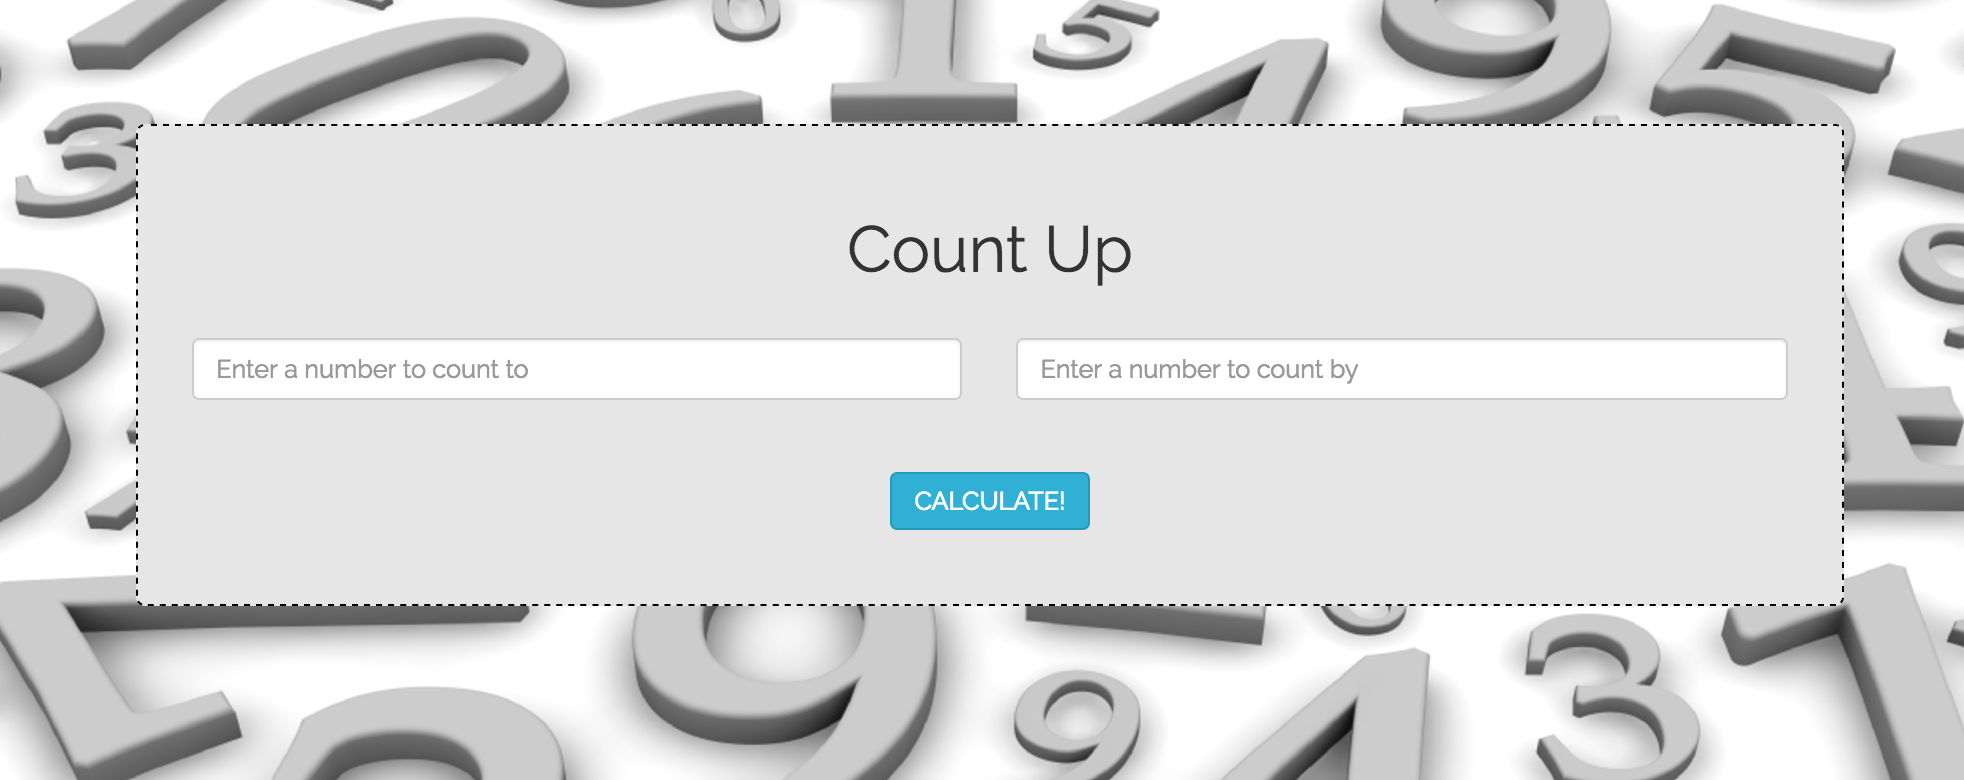 Count Up
Enter a number to count to
Enter a number to count by
CALCULATE!